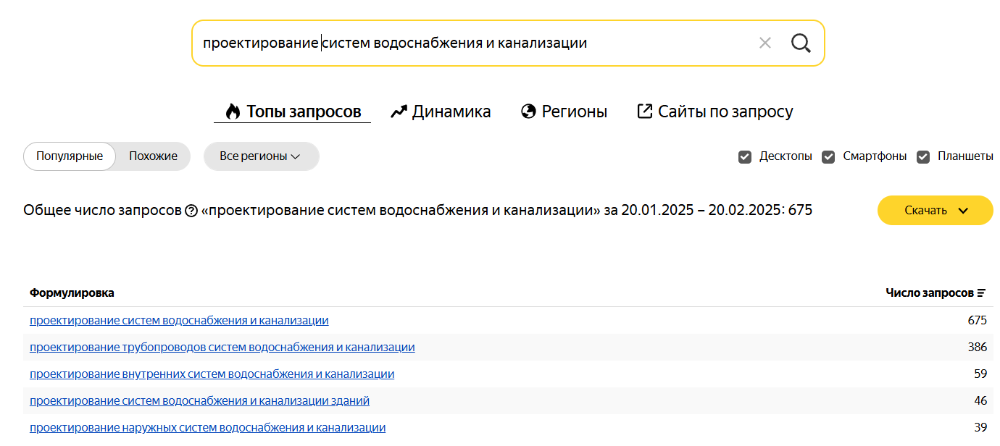 проектирование систем водоснабжения и канализации
Топы запросов Динамика Регионы Сайты по запросу
Популярные Похожие Все регионы Десктопы Смартфоны Планшеты
Общее число запросов ? «проектирование систем водоснабжения и канализации» за 20.01.2025 – 20.02.2025: 675 Скачать
Формулировка Число запросов
проектирование систем водоснабжения и канализации 675
проектирование трубопроводов систем водоснабжения и канализации 386
проектирование внутренних систем водоснабжения и канализации 59
проектирование систем водоснабжения и канализации зданий 46
проектирование наружных систем водоснабжения и канализации 39